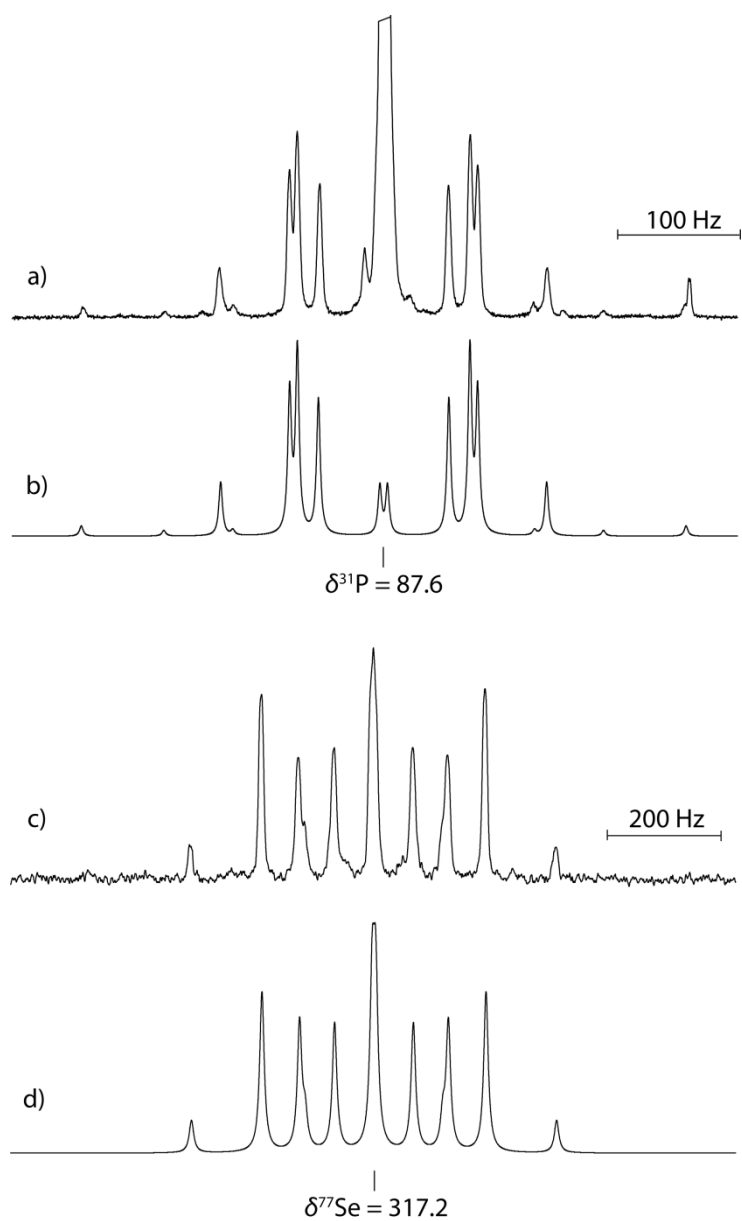 100 Hz
a)
b)
δ³¹P = 87.6
c)
200 Hz
d)
δ⁷⁷Se = 317.2